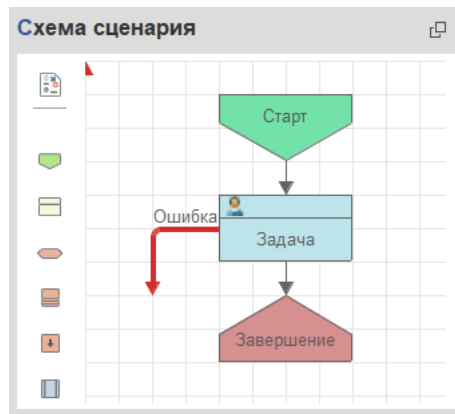 Схема сценария
Старт
Ошибка
Задача
Завершение